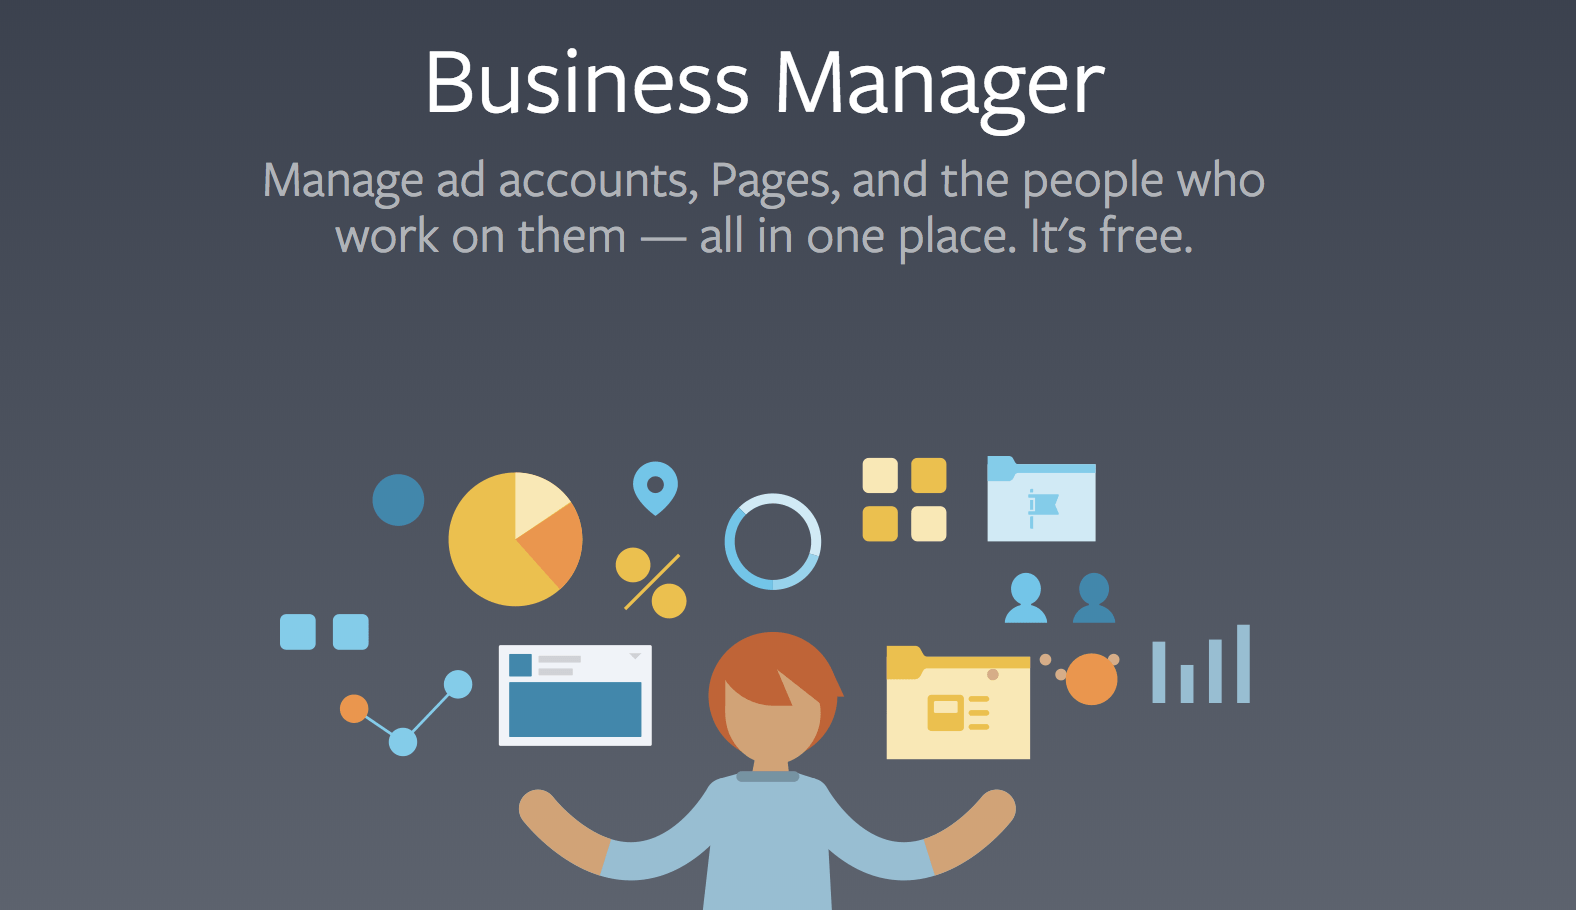 Business Manager
Manage ad accounts, Pages, and the people who
work on them — all in one place. It's free.